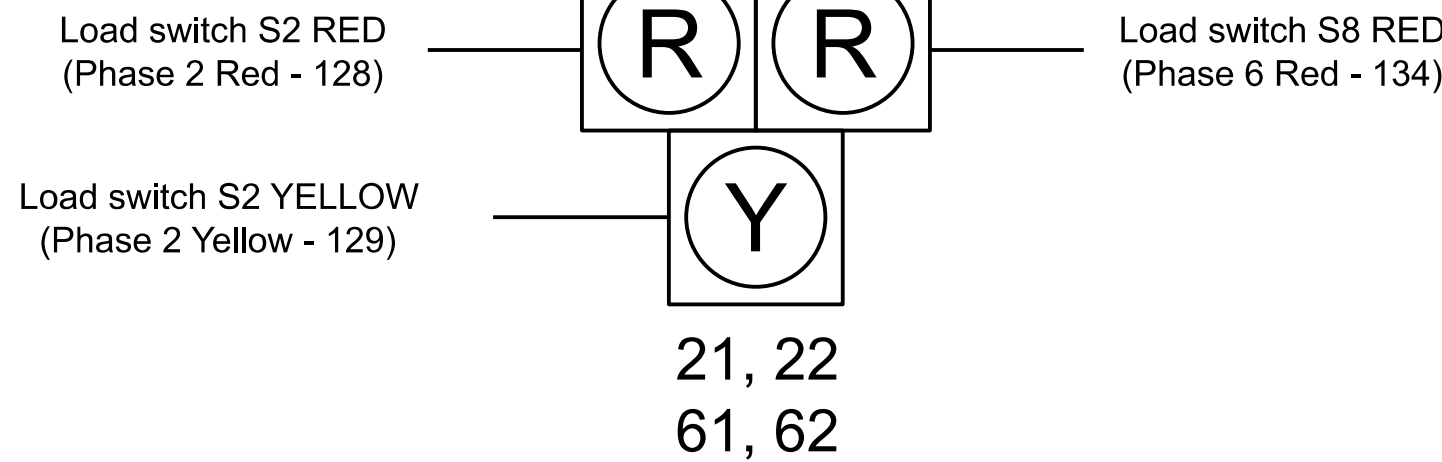 Load switch S2 RED
(Phase 2 Red - 128)
R
R
Load switch S8 RED
(Phase 6 Red - 134)
Load switch S2 YELLOW
(Phase 2 Yellow - 129)
Y
21, 22
61, 62